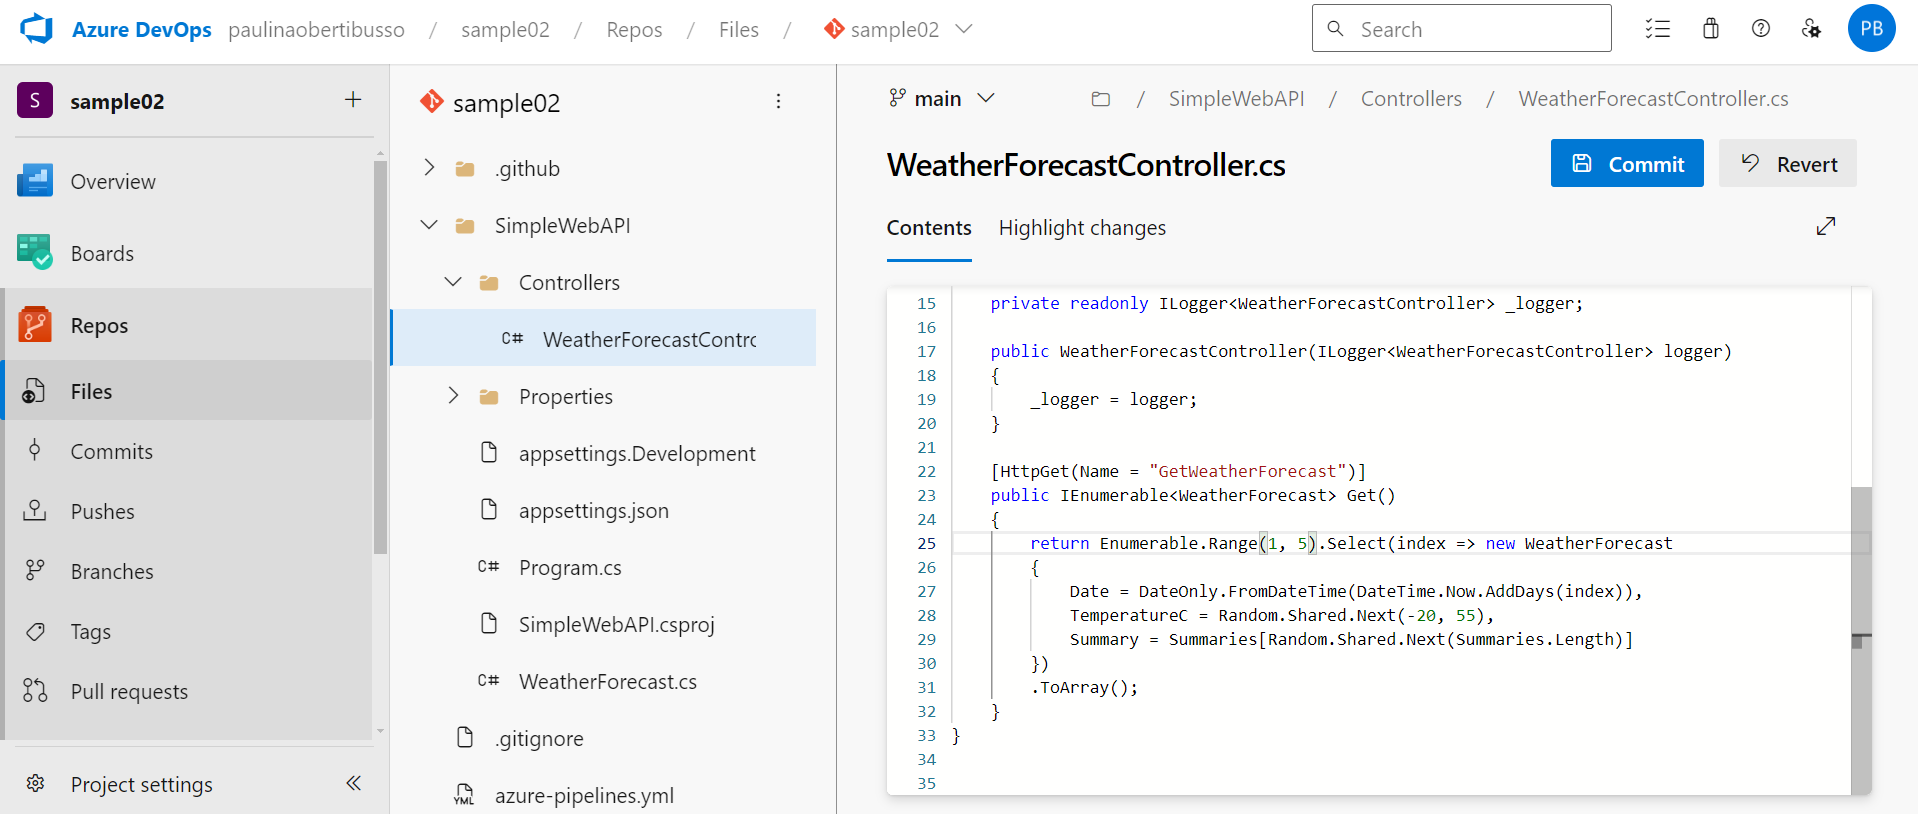 Azure DevOps paulinaobertibusso / sample02 / Repos / Files / sample02
Search
PB
S sample02 +
Overview
Boards
Repos
Files
Commits
Pushes
Branches
Tags
Pull requests
Project settings
sample02
.github
SimpleWebAPI
Controllers
C# WeatherForecastContro
Properties
appsettings.Development
appsettings.json
C# Program.cs
SimpleWebAPI.csproj
C# WeatherForecast.cs
.gitignore
YML azure-pipelines.yml
main
/ SimpleWebAPI / Controllers / WeatherForecastController.cs
WeatherForecastController.cs
Commit
Revert
Contents
Highlight changes
15 private readonly ILogger<WeatherForecastController> _logger;
16
17 public WeatherForecastController(ILogger<WeatherForecastController> logger)
18 {
19 _logger = logger;
20 }
21
22 [HttpGet(Name = "GetWeatherForecast")]
23 public IEnumerable<WeatherForecast> Get()
24 {
25 return Enumerable.Range(1, 5).Select(index => new WeatherForecast
26 {
27 Date = DateOnly.FromDateTime(DateTime.Now.AddDays(index)),
28 TemperatureC = Random.Shared.Next(-20, 55),
29 Summary = Summaries[Random.Shared.Next(Summaries.Length)]
30 })
31 .ToArray();
32 }
33 }
34
35